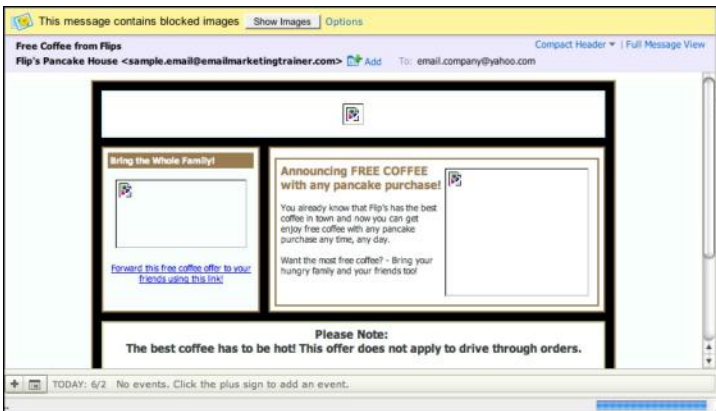 This message contains blocked images Show Images Options
Free Coffee from Flips
Compact Header | Full Message View
Flip's Pancake House <sample.email@emailmarketingtrainer.com> Add To: email.company@yahoo.com
Bring the Whole Family!
Forward this free coffee offer to your
friends using this link!
Announcing FREE COFFEE
with any pancake purchase!
You already know that Flip's has the best
coffee in town and now you can get
enjoy free coffee with any pancake
purchase any time, any day.
Want the most free coffee? - Bring your
hungry family and your friends too!
Please Note:
The best coffee has to be hot! This offer does not apply to drive through orders.
TODAY: 6/2 No events. Click the plus sign to add an event.